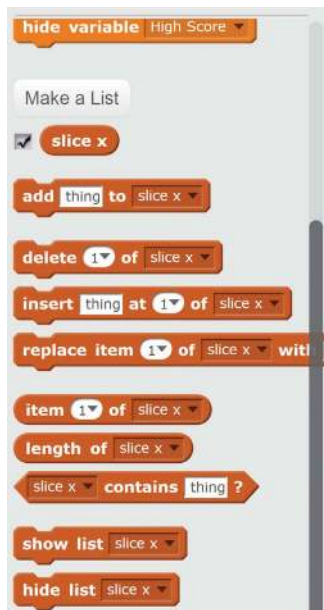 hide variable High Score
Make a List
slice x
add thing to slice x
delete 1 of slice x
insert thing at 1 of slice x
replace item 1 of slice x with
item 1 of slice x
length of slice x
slice x contains thing ?
show list slice x
hide list slice x